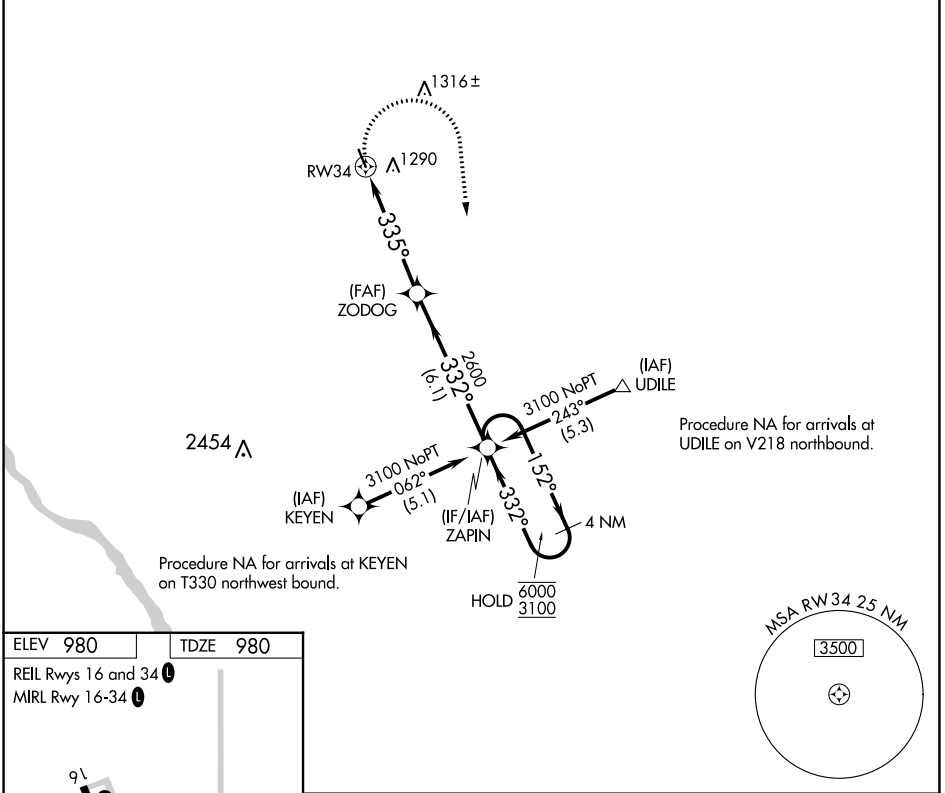 1316±
RW34
1290
335°
(FAF)
ZODOG
2600
332°
(6.1)
(IAF)
UDILE
3100 NoPT
243°
(5.3)
Procedure NA for arrivals at
UDILE on V218 northbound.
2454
3100 NoPT
062°
(5.1)
(IAF)
KEYEN
(IF/IAF)
ZAPIN
152°
332°
4 NM
HOLD 6000
3100
Procedure NA for arrivals at KEYEN
on T330 northwest bound.
MSA RW34 25 NM
3500
ELEV 980
TDZE 980
REIL Rwys 16 and 34 L
MIRL Rwy 16-34 L
16